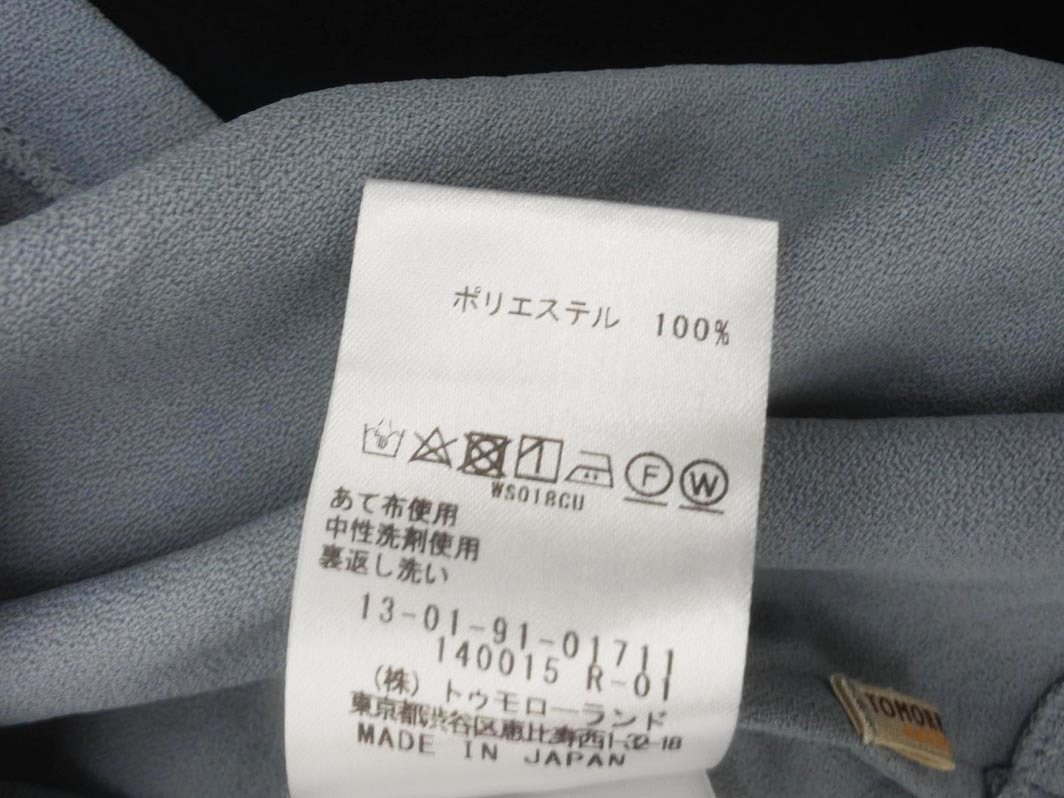 ポリエステル 100%
F W
WS018CU
あて布使用
中性洗剤使用
裏返し洗い
13-01-91-01711
140015 R-01
(株) トゥモローランド
東京都渋谷区恵比寿西1-32-18
MADE IN JAPAN